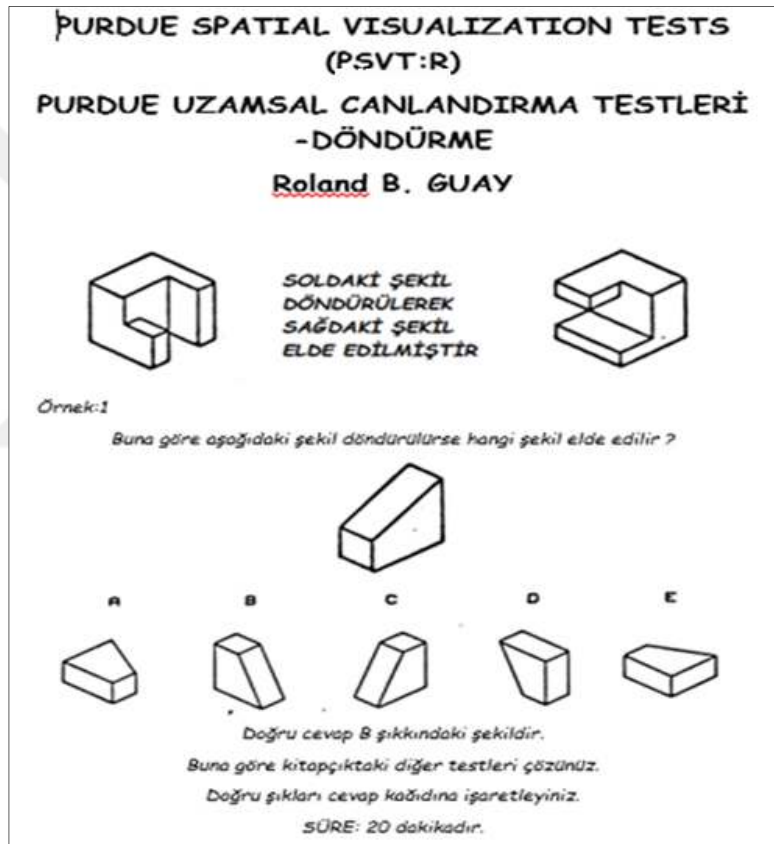 PURDUE SPATIAL VISUALIZATION TESTS
(PSVT:R)
PURDUE UZAMSAL CANLANDIRMA TESTLERİ
-DÖNDÜRME
Roland B. GUAY
SOLDAKİ ŞEKİL
DÖNDÜRÜLEREK
SAĞDAKİ ŞEKİL
ELDE EDİLMİŞTİR
Örnek:1
Buna göre aşağıdaki şekil döndürülürse hangi şekil elde edilir ?
A B C D E
Doğru cevap B şıkkındaki şekildir.
Buna göre kitapçıktaki diğer testleri çözünüz.
Doğru şıkları cevap kağıdına işaretleyiniz.
SÜRE: 20 dakikadır.